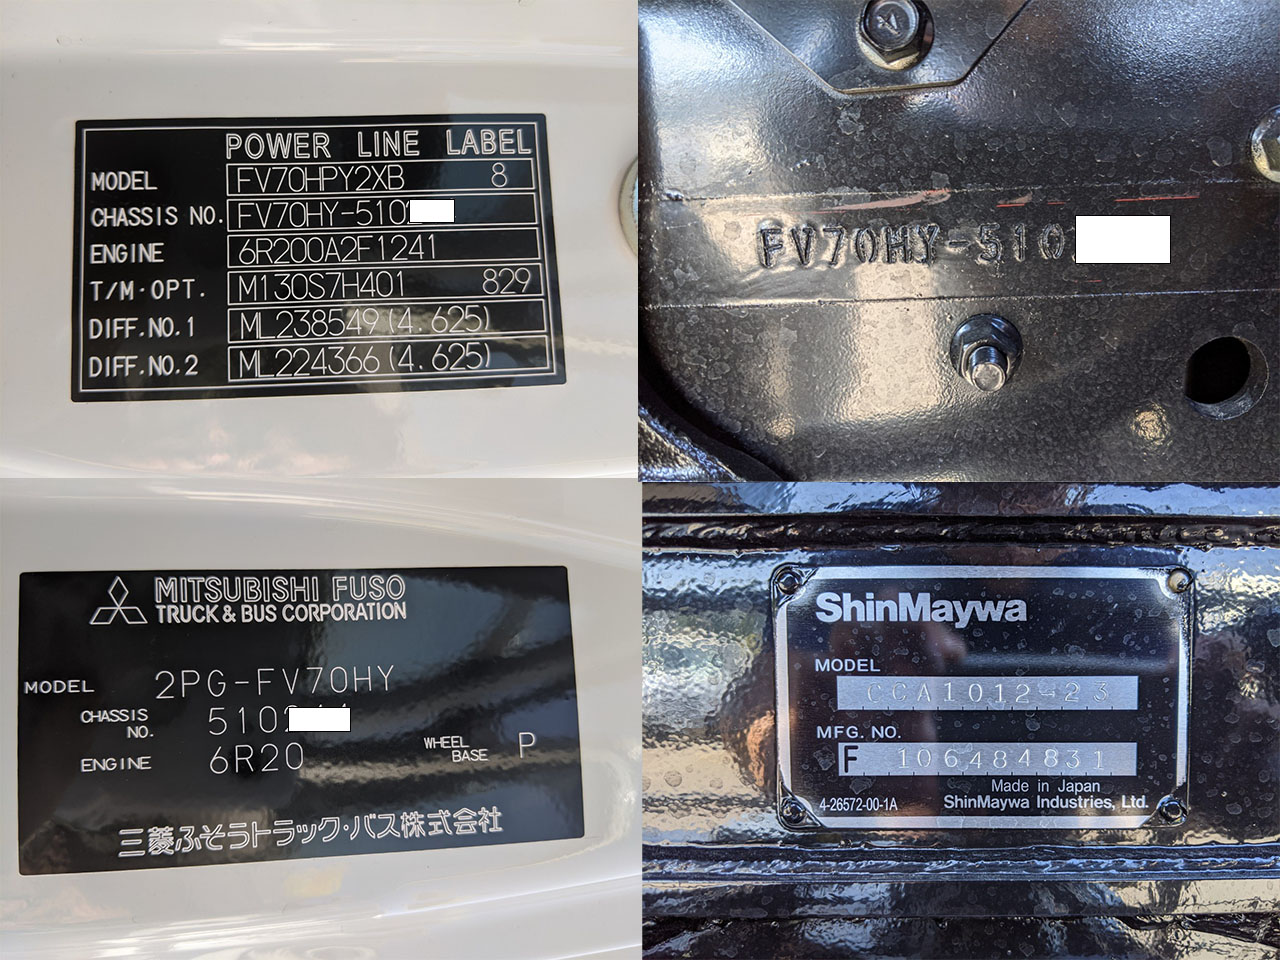 POWER LINE LABEL
MODEL FV70HPY2XB 8
CHASSIS NO. FV70HY-510
ENGINE 6R200A2F1241
T/M·OPT. M130S7H401 829
DIFF.NO.1 ML238549(4.625)
DIFF.NO.2 ML224366(4.625)
FV70HY-510
MITSUBISHI FUSO
TRUCK & BUS CORPORATION
MODEL 2PG-FV70HY
CHASSIS NO. 510
ENGINE 6R20 WHEEL BASE P
三菱ふそうトラック・バス株式会社
ShinMaywa
MODEL
CCA1012-23
MFG. NO.
F 106484831
Made in Japan
4-26572-00-1A ShinMaywa Industries, Ltd.